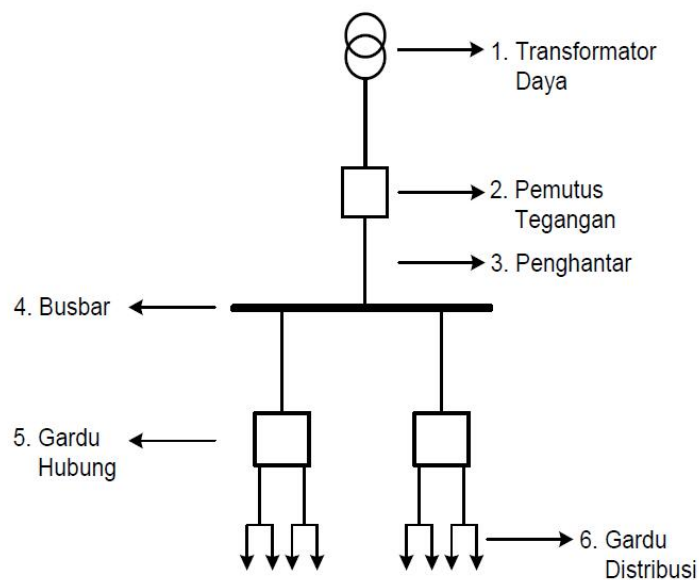 1. Transformator
Daya
2. Pemutus
Tegangan
3. Penghantar
4. Busbar
5. Gardu
Hubung
6. Gardu
Distribusi